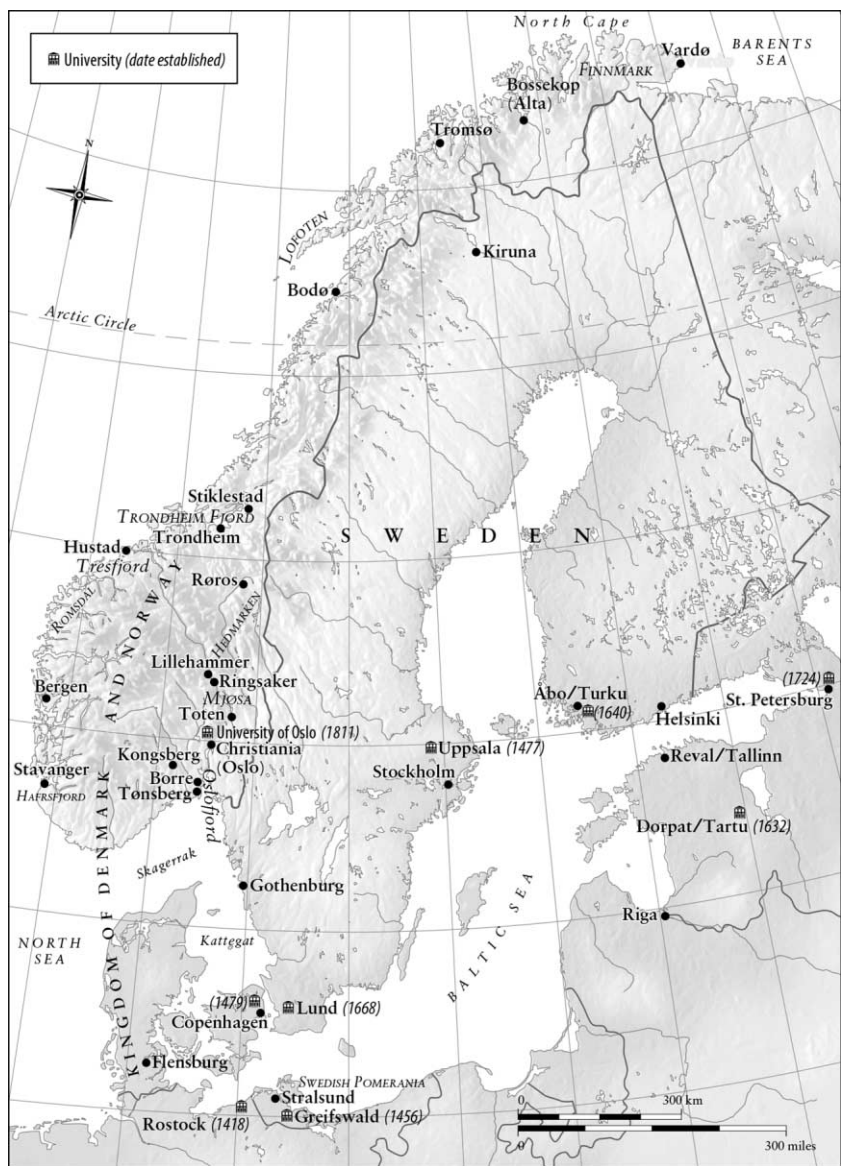 North Cape
University (date established)
Vardø
BARENTS
SEA
FINNMARK
Bossekop
(Alta)
Tromsø
N
LOFOTEN
Kiruna
Bodø
Arctic Circle
Stiklestad
TRONDHEIM FJORD
Trondheim
SWEDEN
Hustad
Tresfjord
Røros
ROMSDAL
HEDMARKEN
Lillehammer
Ringsaker
Bergen
MJØSA
Toten
University of Oslo (1811)
Christiania
(Oslo)
Kongsberg
Stavanger
HAFRSFJORD
Borre
Tønsberg
Oslofjord
Uppsala (1477)
Stockholm
Åbo/Turku
(1640)
Helsinki
(1724)
St. Petersburg
Reval/Tallinn
Dorpat/Tartu (1632)
Skagerrak
Gothenburg
Riga
NORTH
SEA
Kattegat
BALTIC SEA
KINGDOM OF DENMARK AND NORWAY
(1479)
Copenhagen
Lund (1668)
Flensburg
SWEDISH POMERANIA
Stralsund
Rostock (1418)
Greifswald (1456)
0 300 km
0 300 miles